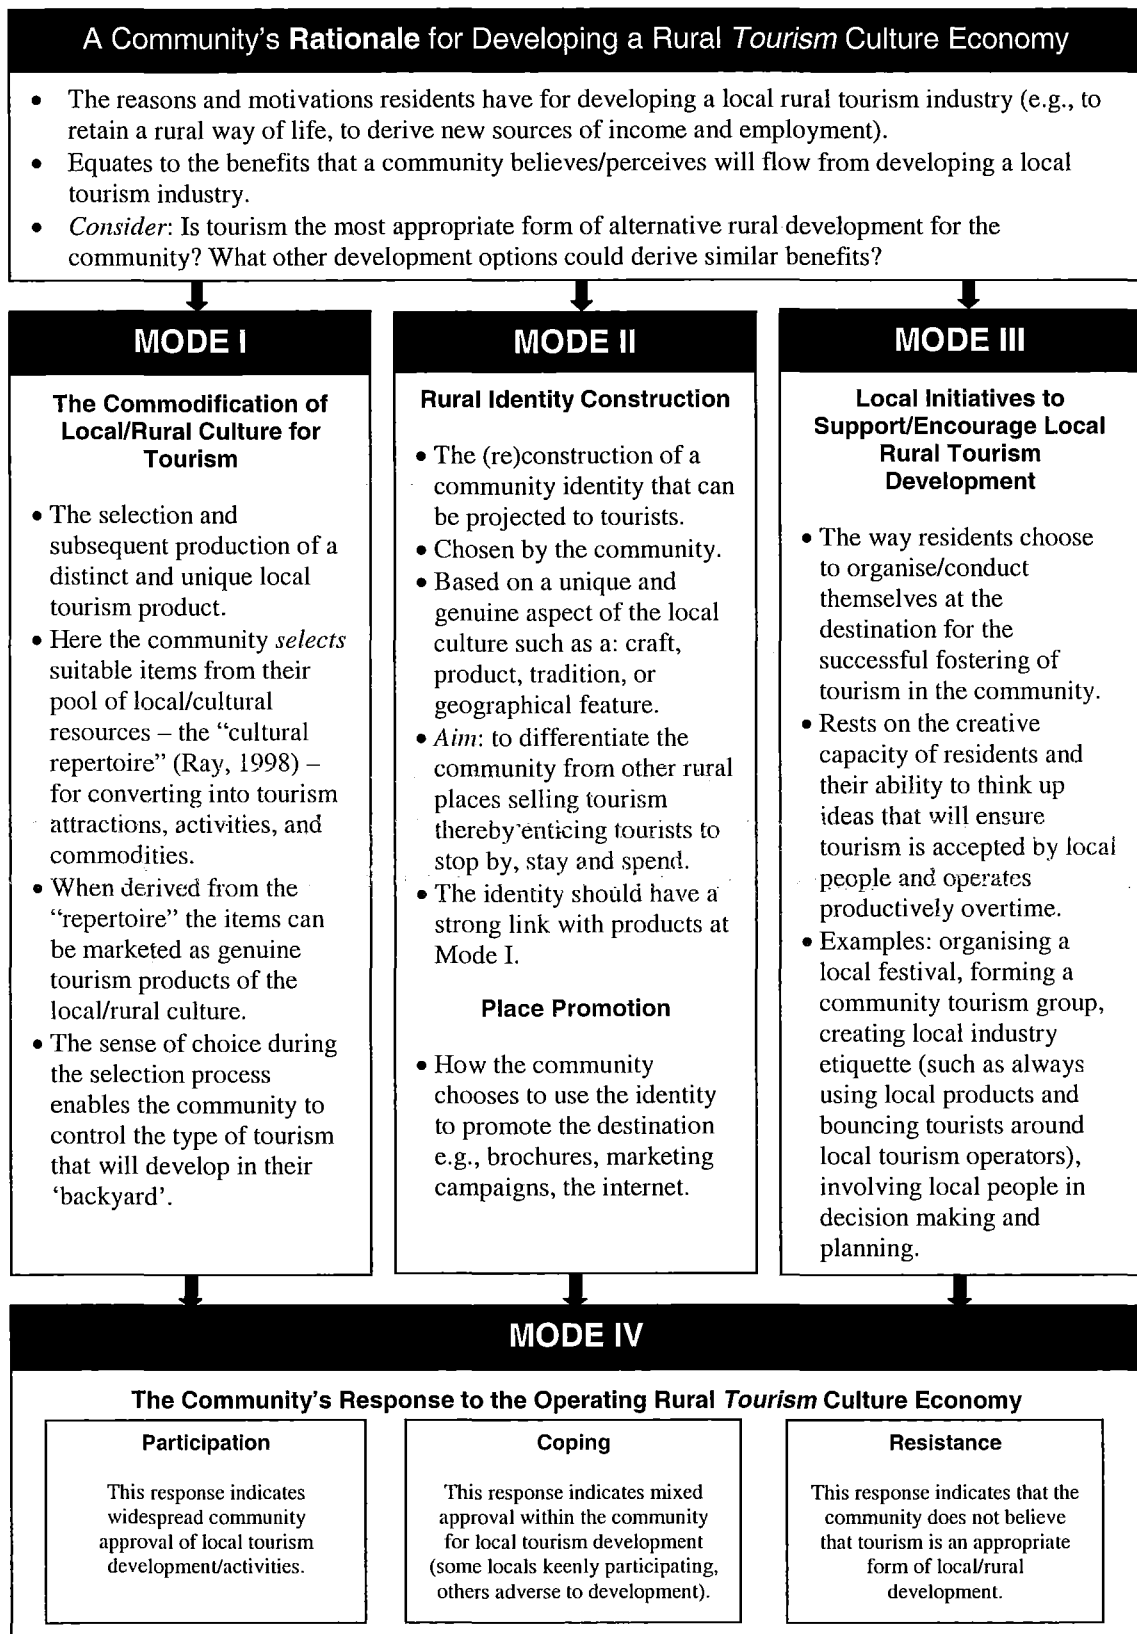 A Community's Rationale for Developing a Rural Tourism Culture Economy
• The reasons and motivations residents have for developing a local rural tourism industry (e.g., to
retain a rural way of life, to derive new sources of income and employment).
• Equates to the benefits that a community believes/perceives will flow from developing a local
tourism industry.
• Consider: Is tourism the most appropriate form of alternative rural development for the
community? What other development options could derive similar benefits?
MODE I
The Commodification of
Local/Rural Culture for
Tourism
• The selection and
subsequent production of a
distinct and unique local
tourism product.
• Here the community selects
suitable items from their
pool of local/cultural
resources – the “cultural
repertoire” (Ray, 1998) –
for converting into tourism
attractions, activities, and
commodities.
• When derived from the
“repertoire” the items can
be marketed as genuine
tourism products of the
local/rural culture.
• The sense of choice during
the selection process
enables the community to
control the type of tourism
that will develop in their
‘backyard’.
MODE II
Rural Identity Construction
• The (re)construction of a
community identity that can
be projected to tourists.
• Chosen by the community.
• Based on a unique and
genuine aspect of the local
culture such as a: craft,
product, tradition, or
geographical feature.
• Aim: to differentiate the
community from other rural
places selling tourism
thereby enticing tourists to
stop by, stay and spend.
• The identity should have a
strong link with products at
Mode I.
Place Promotion
• How the community
chooses to use the identity
to promote the destination
e.g., brochures, marketing
campaigns, the internet.
MODE III
Local Initiatives to
Support/Encourage Local
Rural Tourism
Development
• The way residents choose
to organise/conduct
themselves at the
destination for the
successful fostering of
tourism in the community.
• Rests on the creative
capacity of residents and
their ability to think up
ideas that will ensure
tourism is accepted by local
people and operates
productively overtime.
• Examples: organising a
local festival, forming a
community tourism group,
creating local industry
etiquette (such as always
using local products and
bouncing tourists around
local tourism operators),
involving local people in
decision making and
planning.
MODE IV
The Community's Response to the Operating Rural Tourism Culture Economy
Participation
This response indicates
widespread community
approval of local tourism
development/activities.
Coping
This response indicates mixed
approval within the community
for local tourism development
(some locals keenly participating,
others adverse to development).
Resistance
This response indicates that the
community does not believe
that tourism is an appropriate
form of local/rural
development.